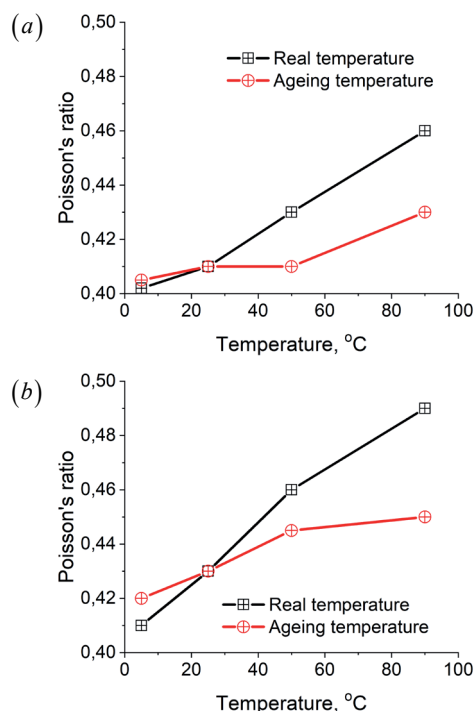 (a)
0,50
0,48
0,46
0,44
0,42
0,40
Poisson's ratio
Real temperature
Ageing temperature
0 20 40 60 80 100
Temperature, °C
(b)
0,50
0,48
0,46
0,44
0,42
0,40
Poisson's ratio
Real temperature
Ageing temperature
0 20 40 60 80 100
Temperature, °C